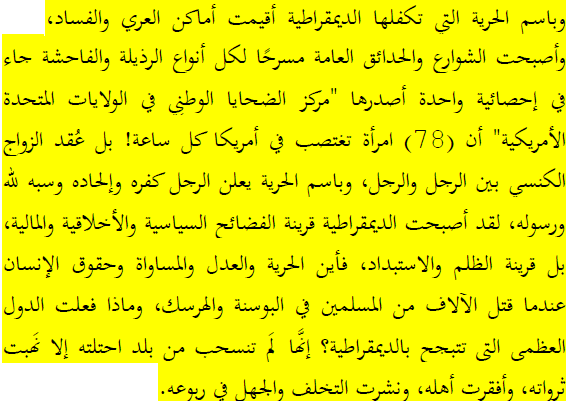 وباسم الحرية التي تكفلها الديمقراطية أقيمت أماكن العري والفساد،
وأصبحت الشوارع والحدائق العامة مسرحًا لكل أنواع الرذيلة والفاحشة جاء
في إحصائية واحدة أصدرها "مركز الضحايا الوطنِي في الولايات المتحدة
الأمريكية" أن (78) امرأة تغتصب في أمريكا كل ساعة! بل عُقد الزواج
الكنسي بين الرجل والرجل، وباسم الحرية يعلن الرجل كفره وإلحاده وسبه لله
ورسوله، لقد أصبحت الديمقراطية قرينة الفضائح السياسية والأخلاقية والمالية،
بل قرينة الظلم والاستبداد، فأين الحرية والعدل والمساواة وحقوق الإنسان
عندما قتل الآلاف من المسلمين في البوسنة والهرسك، وماذا فعلت الدول
العظمى التى تتبجح بالديمقراطية؟ إنَّها لَم تنسحب من بلد احتلته إلا نَهبت
ثرواته، وأفقرت أهله، ونشرت التخلف والجهل في ربوعه.